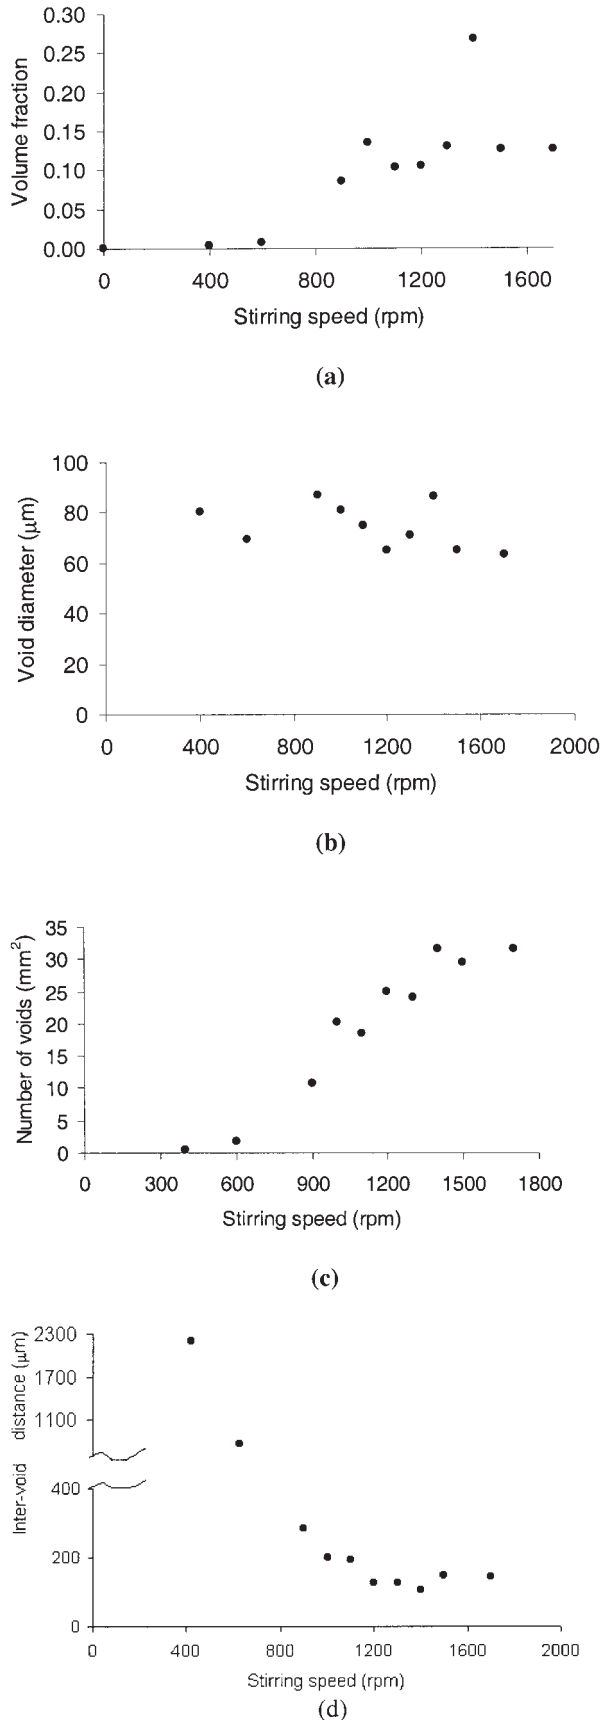 0.30
0.25
0.20
0.15
0.10
0.05
0.00
Volume fraction
0 400 800 1200 1600
Stirring speed (rpm)
(a)
100
80
60
40
20
0
Void diameter (μm)
0 400 800 1200 1600 2000
Stirring speed (rpm)
(b)
35
30
25
20
15
10
5
0
Number of voids (mm²)
0 300 600 900 1200 1500 1800
Stirring speed (rpm)
(c)
2300
1700
1100
400
200
0
Inter-void distance (μm)
0 400 800 1200 1600 2000
Stirring speed (rpm)
(d)